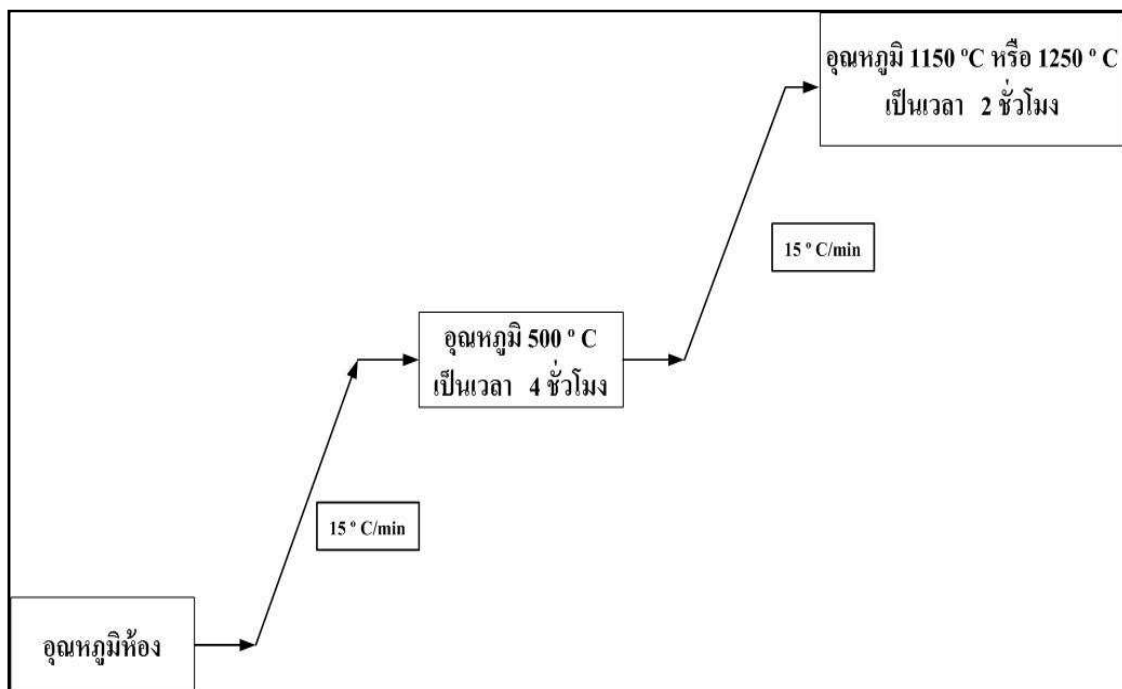 อุณหภูมิ 1150 ºC หรือ 1250 º C
เป็นเวลา 2 ชั่วโมง
15 º C/min
อุณหภูมิ 500 º C
เป็นเวลา 4 ชั่วโมง
15 º C/min
อุณหภูมิห้อง